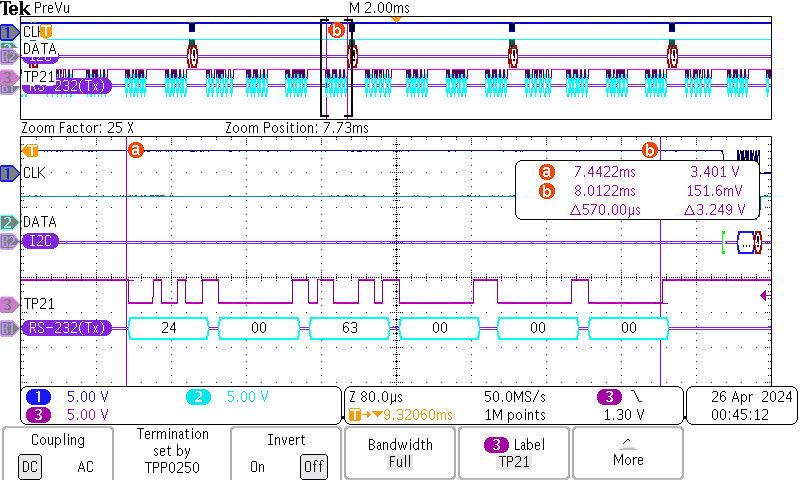 Tek PreVu M 2.00ms
1 CLK T b
2 DATA
B2 I2C
3 TP21
B1 RS-232(Tx)
Zoom Factor: 25 X Zoom Position: 7.73ms
T a b
a 7.4422ms 3.401 V
b 8.0122ms 151.6mV
Δ570.00µs Δ3.249 V
1 CLK
2 DATA
B2 I2C ...
3 TP21
B1 RS-232(Tx) 24 00 63 00 00 00
1 5.00 V 2 5.00 V
3 5.00 V
Z 80.0µs 50.0MS/s 3
T→▼9.32060ms 1M points 1.30 V
26 Apr 2024
00:45:12
Coupling
DC AC
Termination
set by
TPP0250
Invert
On Off
Bandwidth
Full
3 Label
TP21
More